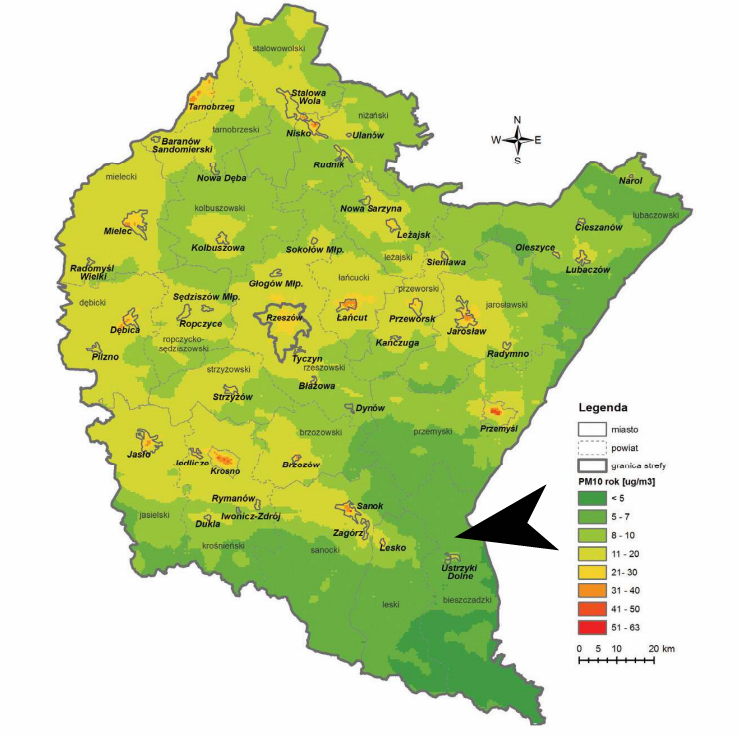 stalowowolski
Stalowa
Wola
Tarnobrzeg
niżański
Nisko
Ulanów
tarnobrzeski
Baranów
Sandomierski
Rudnik
N
W
E
S
mielecki
Nowa Dęba
Narol
kolbuszowski
Nowa Sarzyna
lubaczowski
Mielec
Leżajsk
Cieszanów
Kolbuszowa
Sokołów Młp.
Oleszyce
leżajski
Sieniawa
Lubaczów
Radomyśl
Wielki
łańcucki
Głogów Młp.
przeworski
dębicki
Sędziszów Młp.
jarosławski
Rzeszów
Łańcut
Przeworsk
Ropczyce
Dębica
Jarosław
ropczycko-
sędziszowski
Kańczuga
Pilzno
Radymno
Tyczyn
rzeszowski
strzyżowski
Błażowa
Strzyżów
Dynów
Przemyśl
brzozowski
przemyski
Jasło
Jedlicze
Krosno
Brzozów
Rymanów
Sanok
jasielski
Iwonicz-Zdrój
Dukla
Zagórz
krośnieński
sanocki
Lesko
Ustrzyki
Dolne
leski
bieszczadzki
Legenda
miasto
powiat
granica strefy
PM10 rok [ug/m3]
< 5
5 - 7
8 - 10
11 - 20
21- 30
31 - 40
41 - 50
51 - 63
0 5 10 20 km